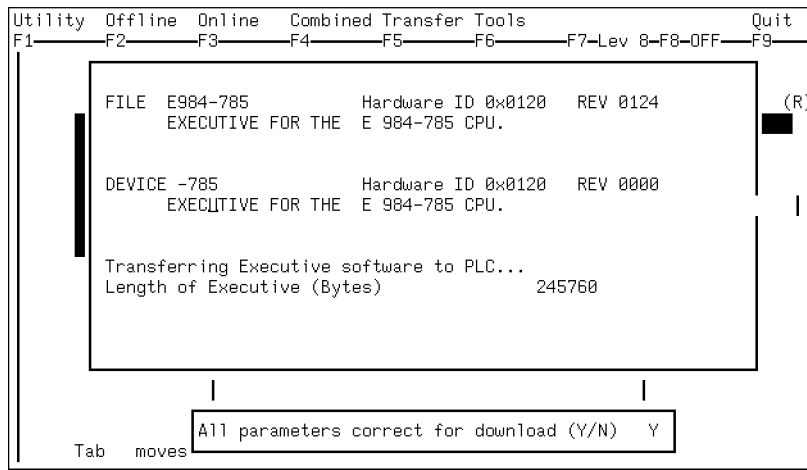 Utility Offline Online Combined Transfer Tools Quit
F1 F2 F3 F4 F5 F6 F7-Lev 8-F8-OFF F9
FILE E984-785 Hardware ID 0x0120 REV 0124 (R)
EXECUTIVE FOR THE E 984-785 CPU.
DEVICE -785 Hardware ID 0x0120 REV 0000
EXECUTIVE FOR THE E 984-785 CPU.
Transferring Executive software to PLC...
Length of Executive (Bytes) 245760
All parameters correct for download (Y/N) Y
Tab moves